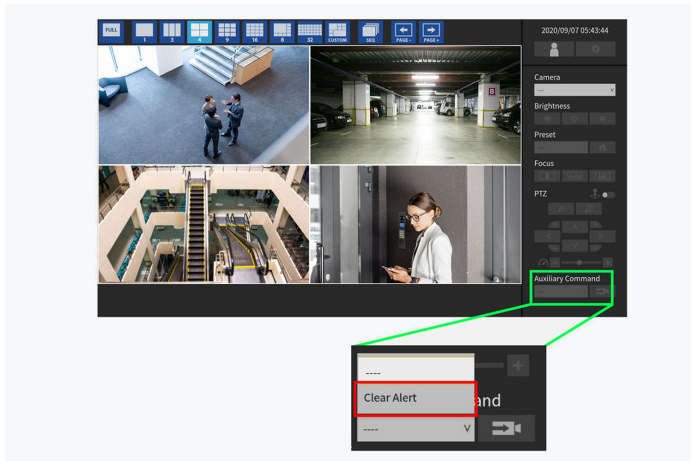 FULL
1
3
4
9
16
8
32
CUSTOM
SEQ
PAGE -
PAGE +
2020/09/07 05:43:44
Camera
---- v
Brightness
Preset
----
Focus
PTZ
B
Auxiliary Command
----
----
Clear Alert
and
---- v